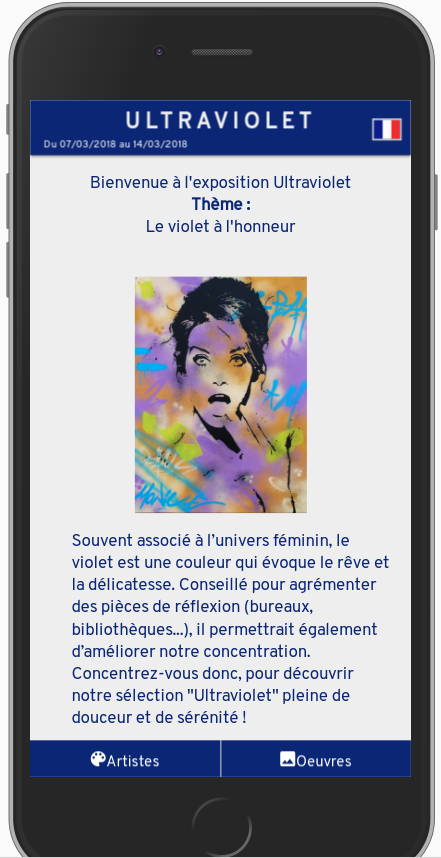 ULTRAVIOLET
Du 07/03/2018 au 14/03/2018
Bienvenue à l'exposition Ultraviolet
Thème :
Le violet à l'honneur
Souvent associé à l'univers féminin, le
violet est une couleur qui évoque le rêve et
la délicatesse. Conseillé pour agrémenter
des pièces de réflexion (bureaux,
bibliothèques...), il permettrait également
d'améliorer notre concentration.
Concentrez-vous donc, pour découvrir
notre sélection "Ultraviolet" pleine de
douceur et de sérénité !
Artistes
Oeuvres